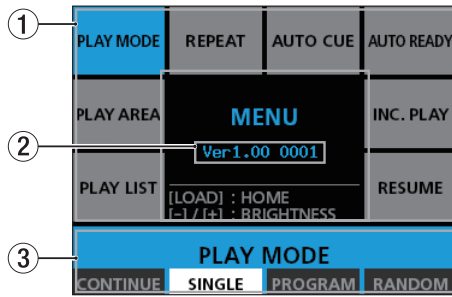 ①
PLAY MODE REPEAT AUTO CUE AUTO READY
PLAY AREA MENU INC. PLAY
② Ver1.00 0001
PLAY LIST RESUME
[LOAD] : HOME
[−] / [+] : BRIGHTNESS
③ PLAY MODE
CONTINUE SINGLE PROGRAM RANDOM